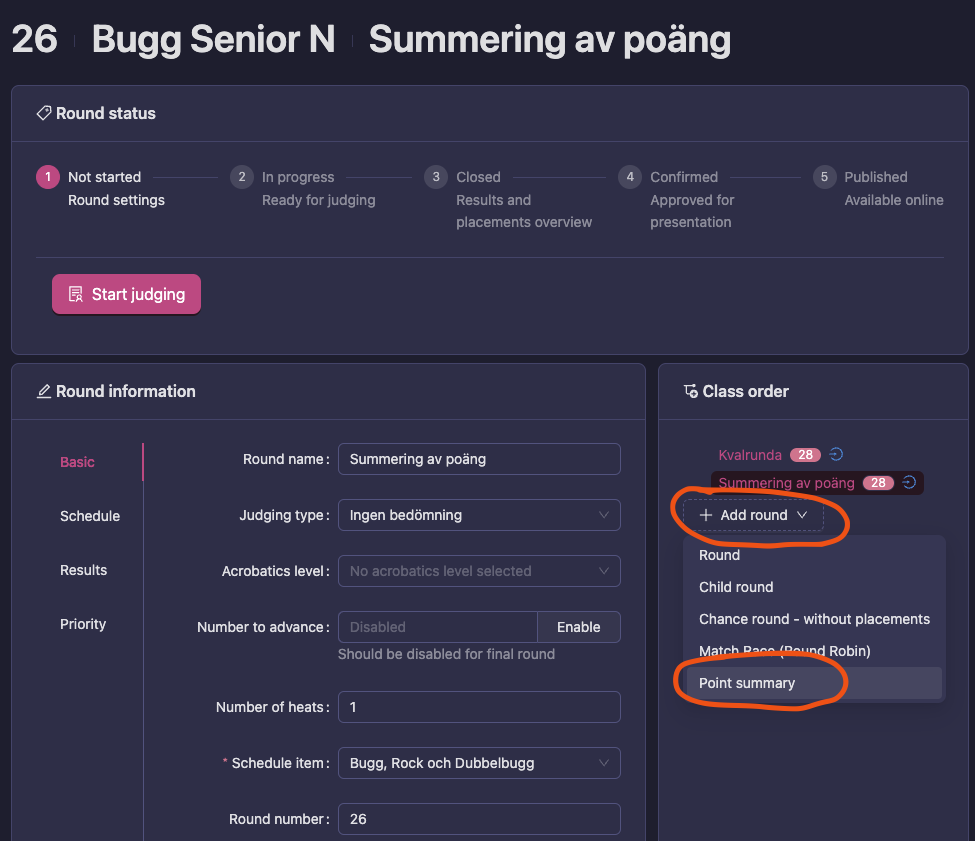 26 Bugg Senior N Summering av poäng
Round status
1 Not started
Round settings
2 In progress
Ready for judging
3 Closed
Results and
placements overview
4 Confirmed
Approved for
presentation
5 Published
Available online
Start judging
Round information
Basic
Schedule
Results
Priority
Round name: Summering av poäng
Judging type: Ingen bedömning
Acrobatics level: No acrobatics level selected
Number to advance: Disabled Enable
Should be disabled for final round
Number of heats: 1
* Schedule item: Bugg, Rock och Dubbelbugg
Round number: 26
Class order
Kvalrunda 28
Summering av poäng 28
+ Add round
Round
Child round
Chance round - without placements
Match Race (Round Robin)
Point summary